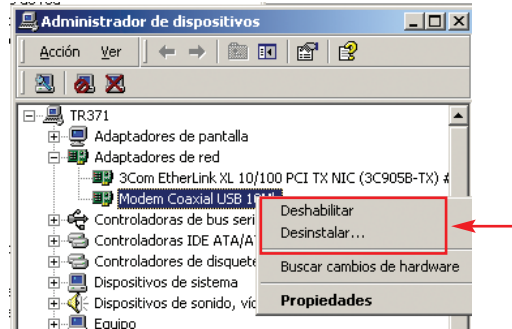 Administrador de dispositivos
Acción Ver
TR371
Adaptadores de pantalla
Adaptadores de red
3Com EtherLink XL 10/100 PCI TX NIC (3C905B-TX) #
Modem Coaxial USB
Controladoras de bus seri
Controladoras IDE ATA/A
Controladores de disquete
Dispositivos de sistema
Dispositivos de sonido, víd
Equipo
Deshabilitar
Desinstalar...
Buscar cambios de hardware
Propiedades